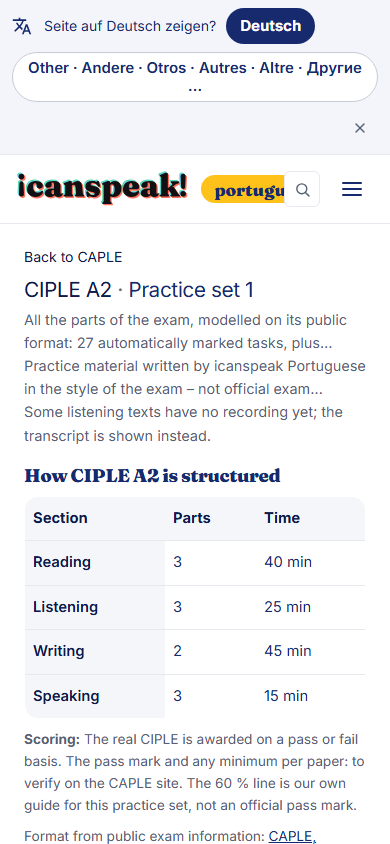 Seite auf Deutsch zeigen? Deutsch
Other · Andere · Otros · Autres · Altre · Другие
...
icanspeak! portugu
Back to CAPLE
CIPLE A2 · Practice set 1
All the parts of the exam, modelled on its public
format: 27 automatically marked tasks, plus...
Practice material written by icanspeak Portuguese
in the style of the exam – not official exam...
Some listening texts have no recording yet; the
transcript is shown instead.
How CIPLE A2 is structured
Section Parts Time
Reading 3 40 min
Listening 3 25 min
Writing 2 45 min
Speaking 3 15 min
Scoring: The real CIPLE is awarded on a pass or fail
basis. The pass mark and any minimum per paper: to
verify on the CAPLE site. The 60 % line is our own
guide for this practice set, not an official pass mark.
Format from public exam information: CAPLE,